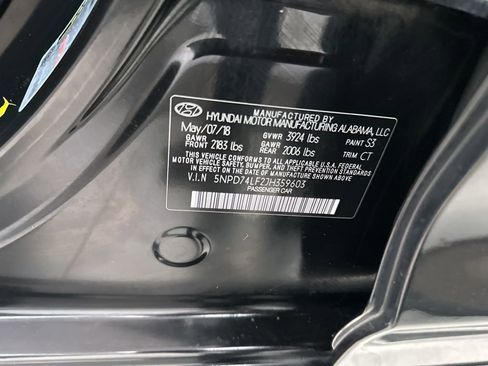 MANUFACTURED BY
HYUNDAI MOTOR MANUFACTURING ALABAMA, LLC
May/07/18 GVWR 3924 lbs PAINT S3
GAWR FRONT 2183 lbs GAWR REAR 2006 lbs TRIM CT
THIS VEHICLE CONFORMS TO ALL APPLICABLE U.S. FEDERAL
MOTOR VEHICLE SAFETY, BUMPER, AND THEFT PREVENTION
STANDARDS IN EFFECT ON THE
DATE OF MANUFACTURE SHOWN ABOVE.
V.I.N 5NPD74LF2JH359603
PASSENGER CAR